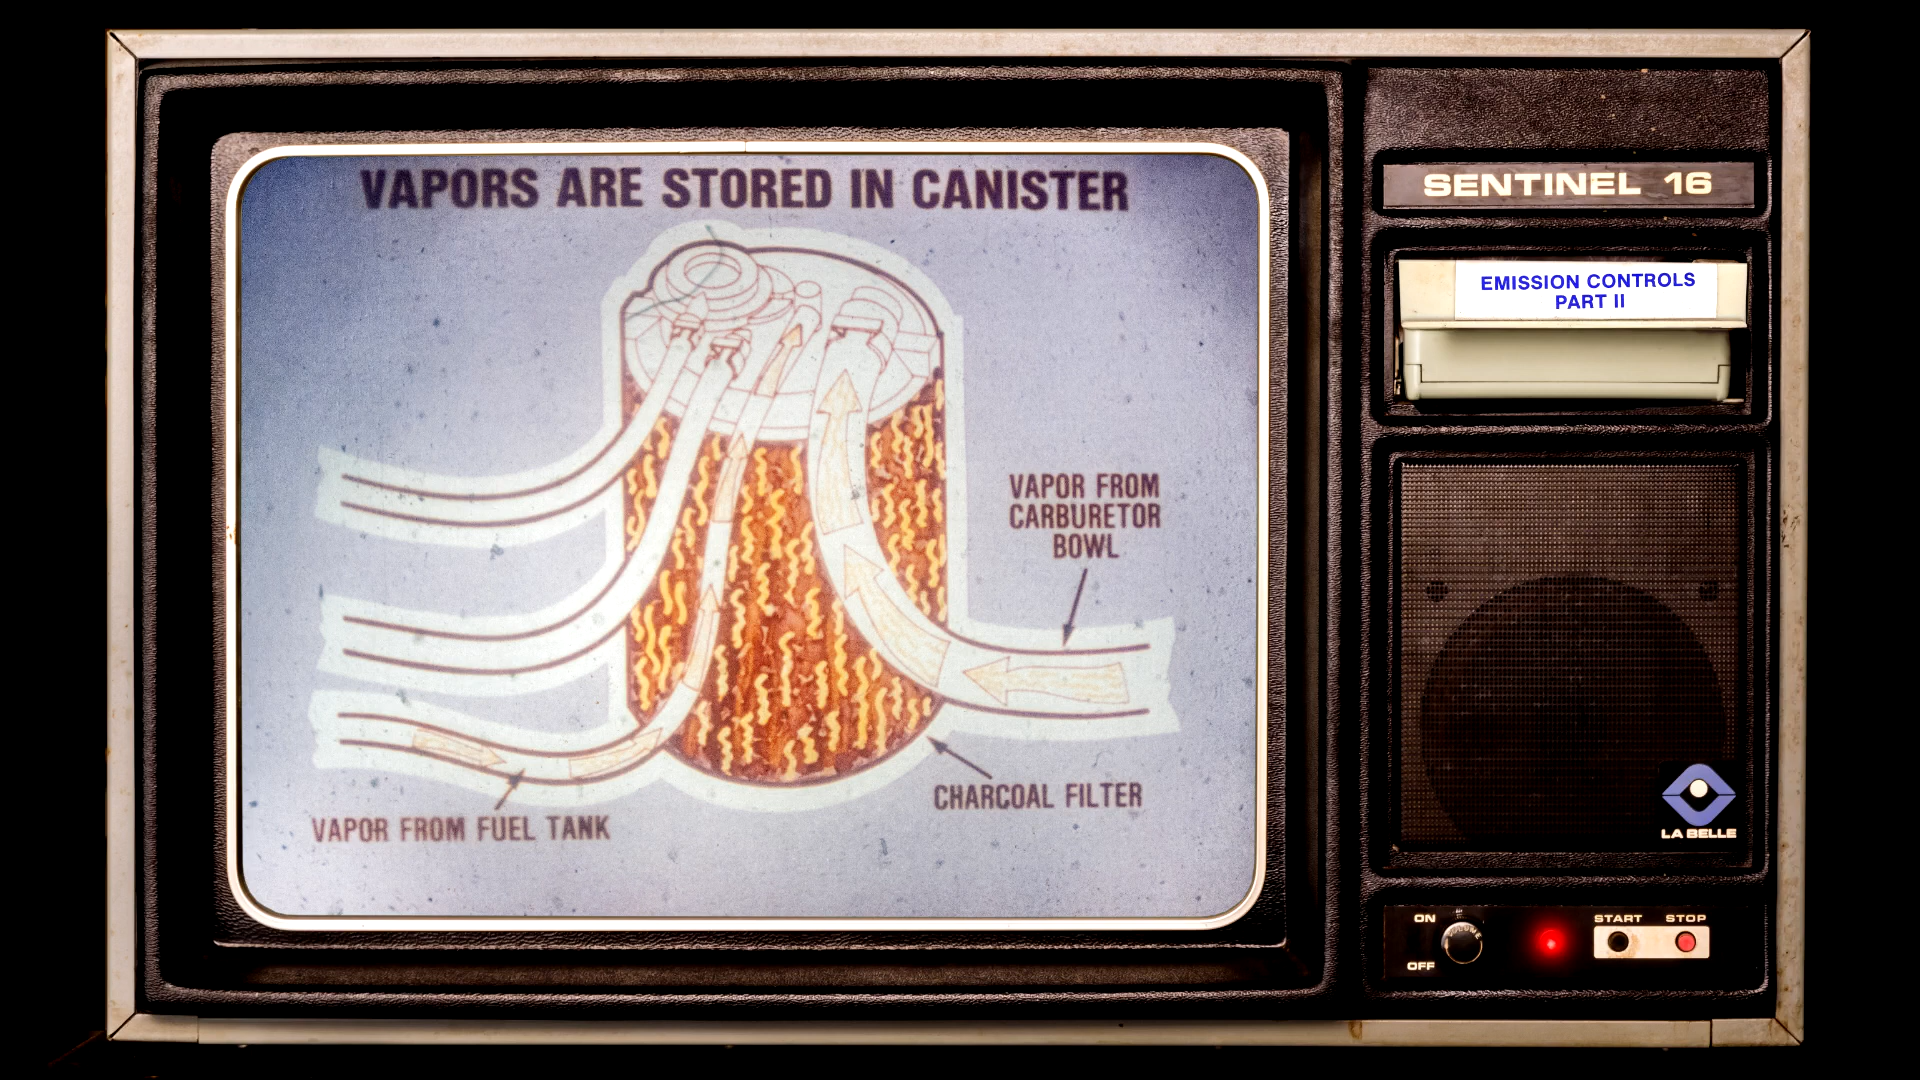 VAPORS ARE STORED IN CANISTER
VAPOR FROM
CARBURETOR
BOWL
CHARCOAL FILTER
VAPOR FROM FUEL TANK
SENTINEL 16
EMISSION CONTROLS
PART II
LA BELLE
ON
OFF
VOLUME
START
STOP